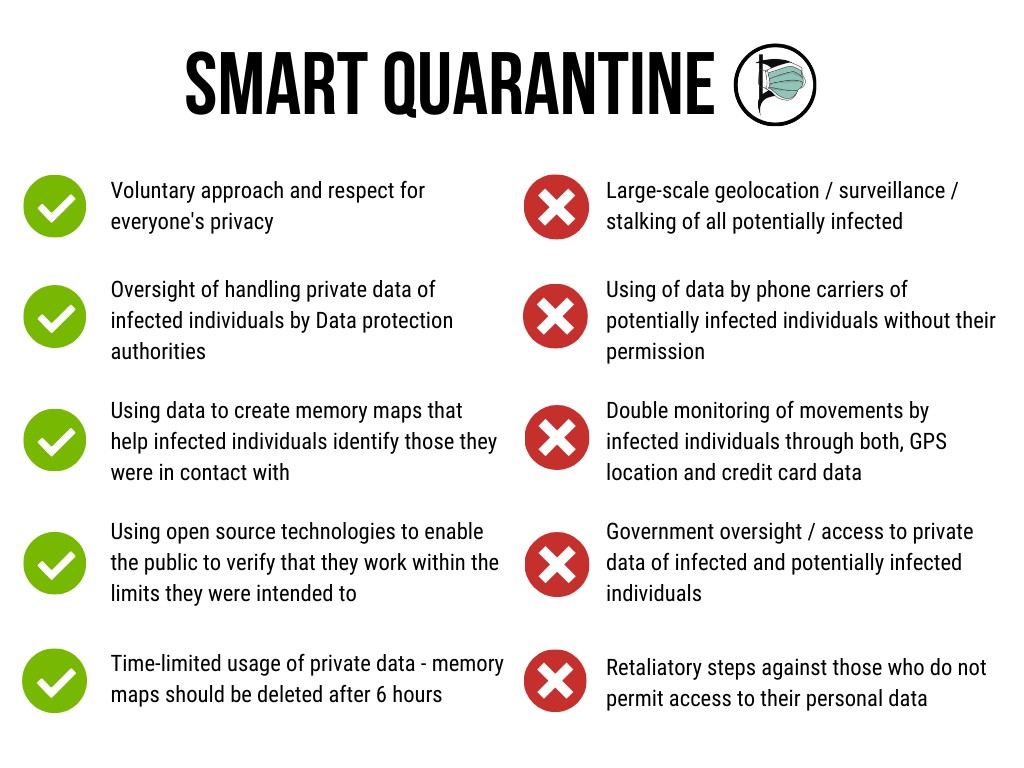 SMART QUARANTINE
Voluntary approach and respect for
everyone's privacy
Oversight of handling private data of
infected individuals by Data protection
authorities
Using data to create memory maps that
help infected individuals identify those they
were in contact with
Using open source technologies to enable
the public to verify that they work within the
limits they were intended to
Time-limited usage of private data - memory
maps should be deleted after 6 hours
Large-scale geolocation / surveillance /
stalking of all potentially infected
Using of data by phone carriers of
potentially infected individuals without their
permission
Double monitoring of movements by
infected individuals through both, GPS
location and credit card data
Government oversight / access to private
data of infected and potentially infected
individuals
Retaliatory steps against those who do not
permit access to their personal data